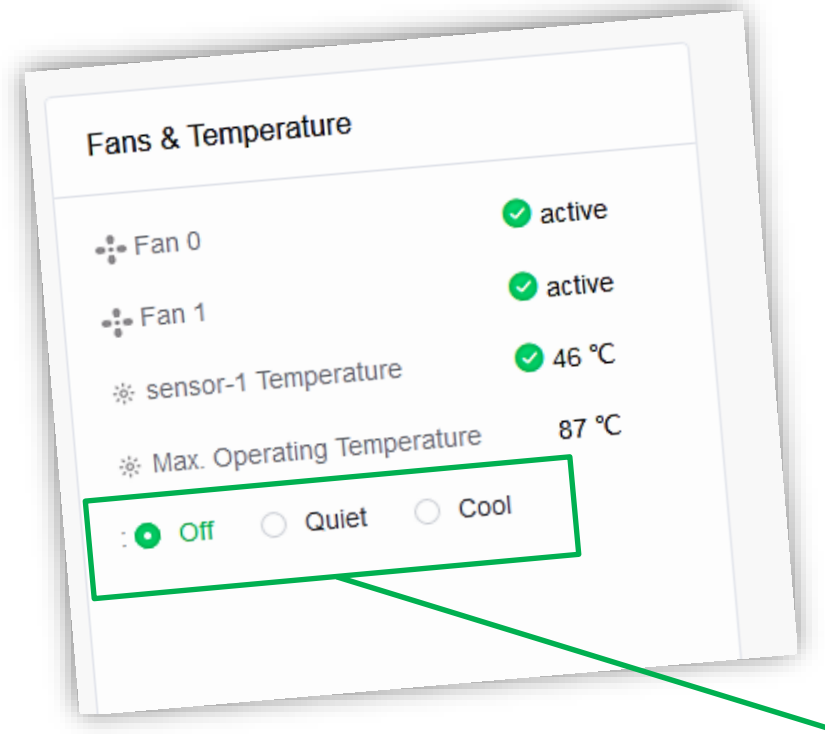 Fans & Temperature
Fan 0 active
Fan 1 active
sensor-1 Temperature 46 ℃
Max. Operating Temperature 87 ℃
: Off Quiet Cool